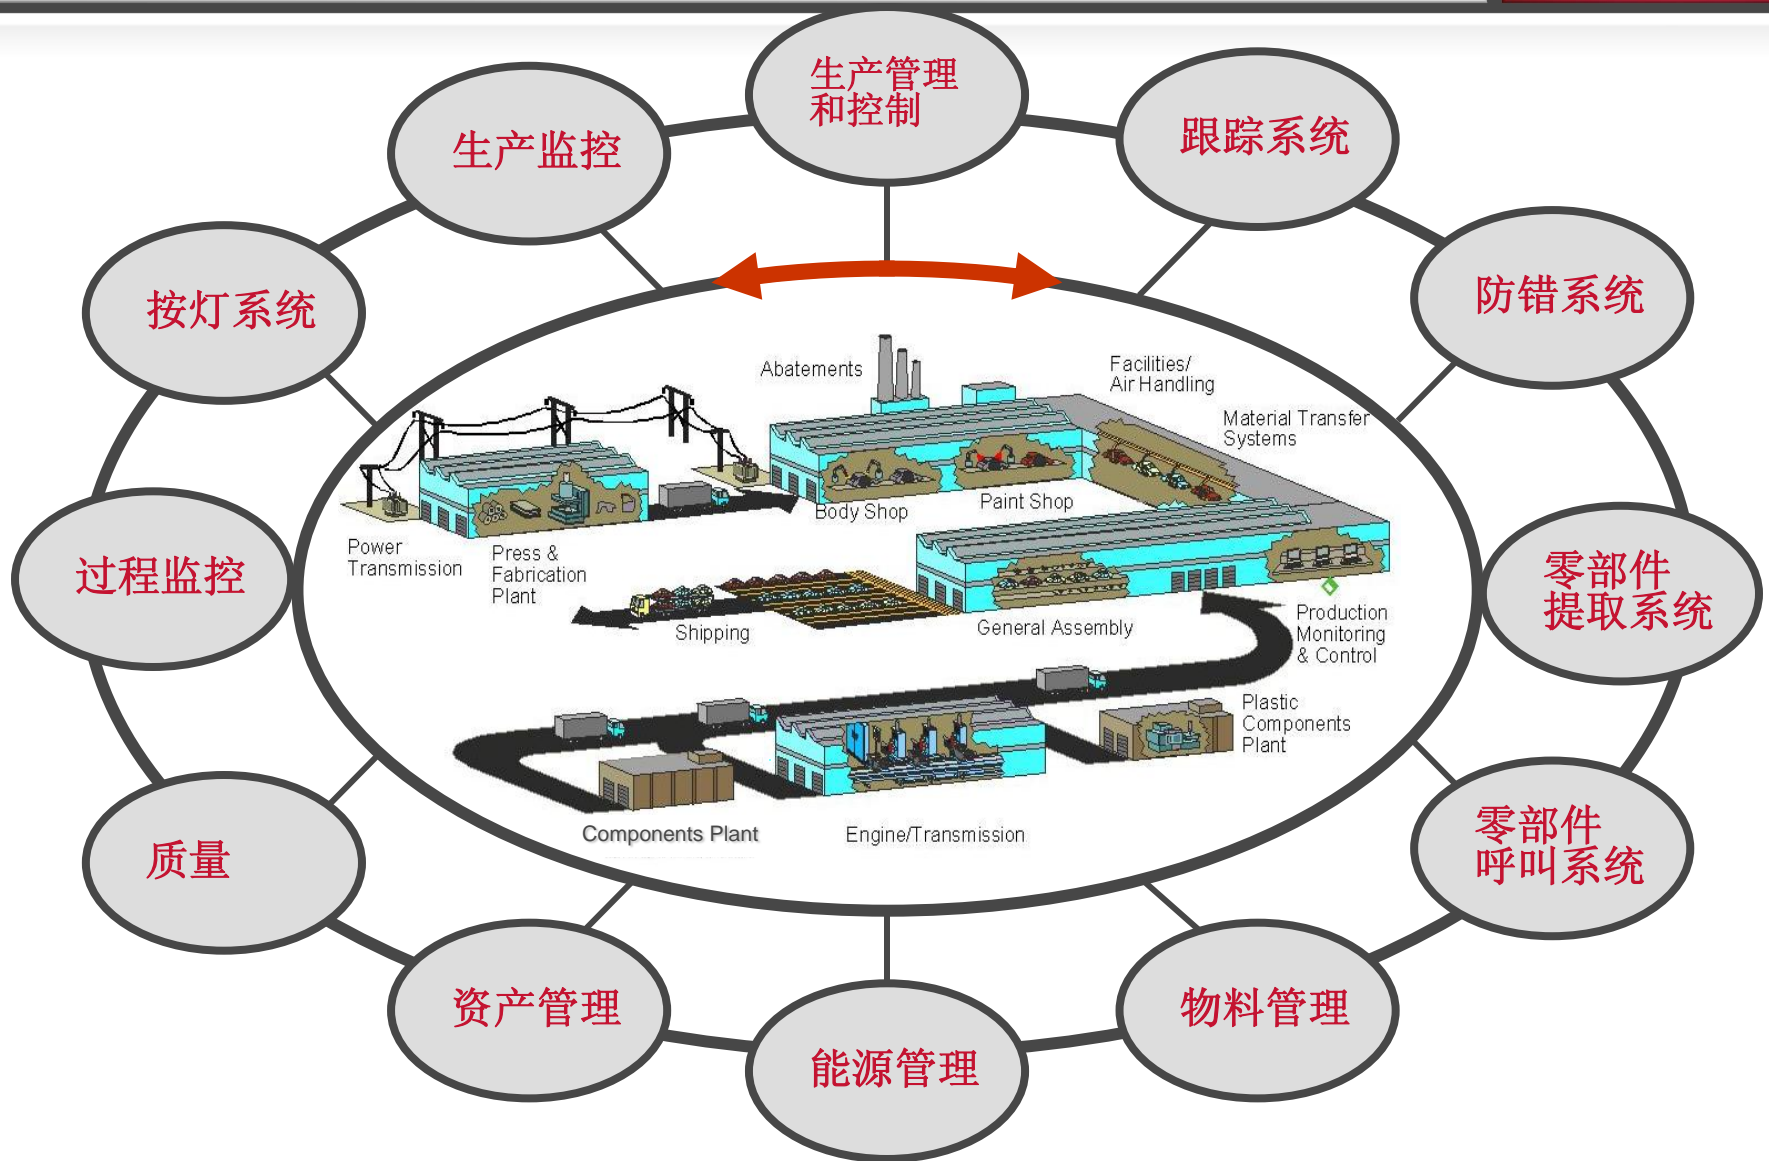 生产管理
和控制
生产监控
跟踪系统
按灯系统
防错系统
过程监控
零部件
提取系统
质量
零部件
呼叫系统
资产管理
物料管理
能源管理
Abatements
Facilities/
Air Handling
Material Transfer
Systems
Body Shop
Paint Shop
Power
Transmission
Press &
Fabrication
Plant
Shipping
General Assembly
Production
Monitoring
& Control
Plastic
Components
Plant
Components Plant
Engine/Transmission